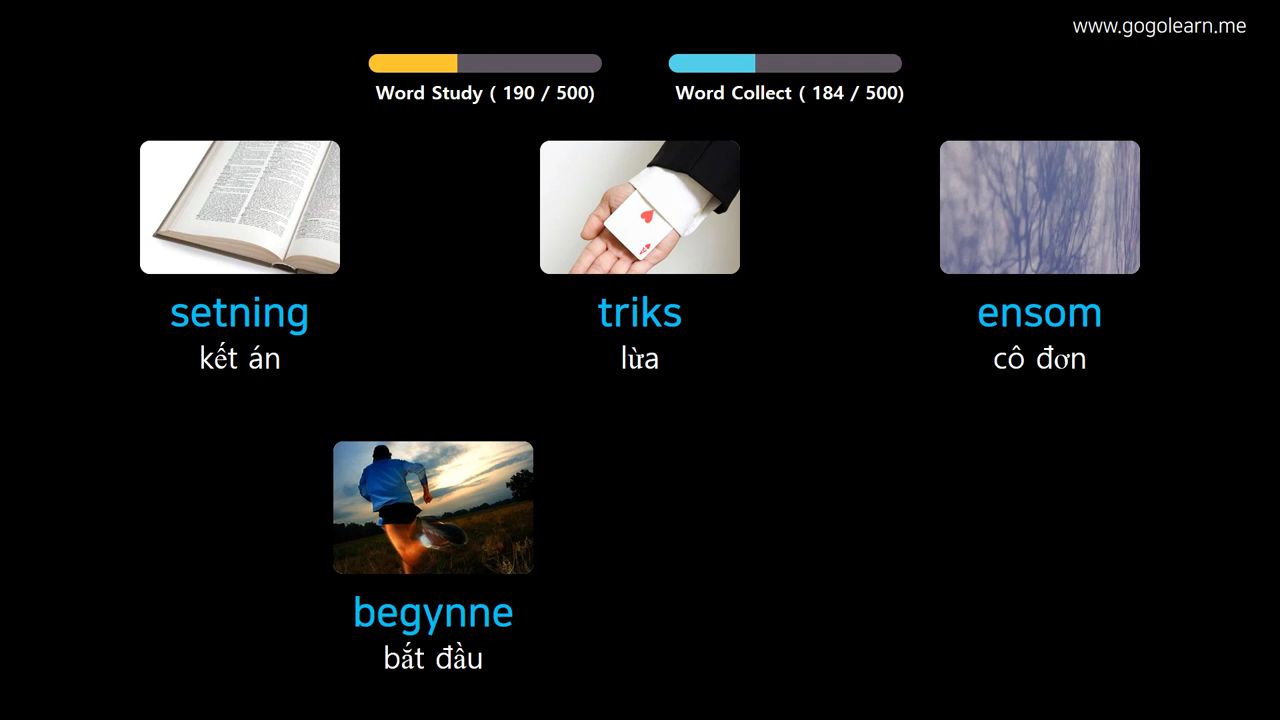 www.gogolearn.me
Word Study ( 190 / 500)
Word Collect ( 184 / 500)
setning
kết án
triks
lừa
ensom
cô đơn
begynne
bắt đầu